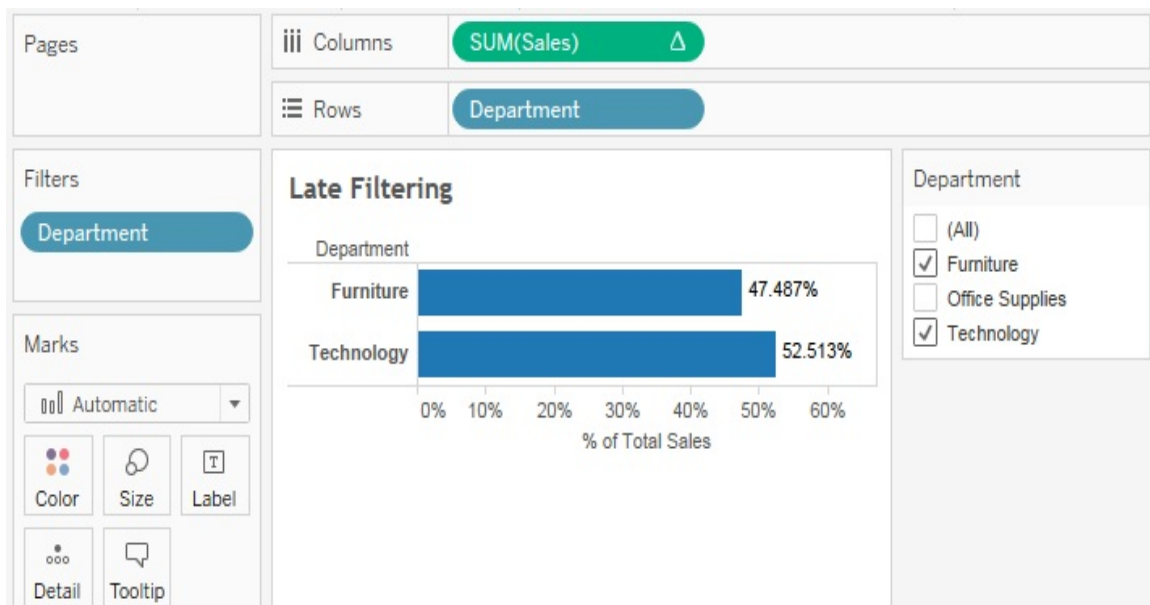 Pages
Columns
SUM(Sales) Δ
Rows
Department
Filters
Department
Late Filtering
Department
Furniture 47.487%
Technology 52.513%
0% 10% 20% 30% 40% 50% 60%
% of Total Sales
Department
(All)
Furniture
Office Supplies
Technology
Marks
Automatic
Color Size T Label
Detail Tooltip